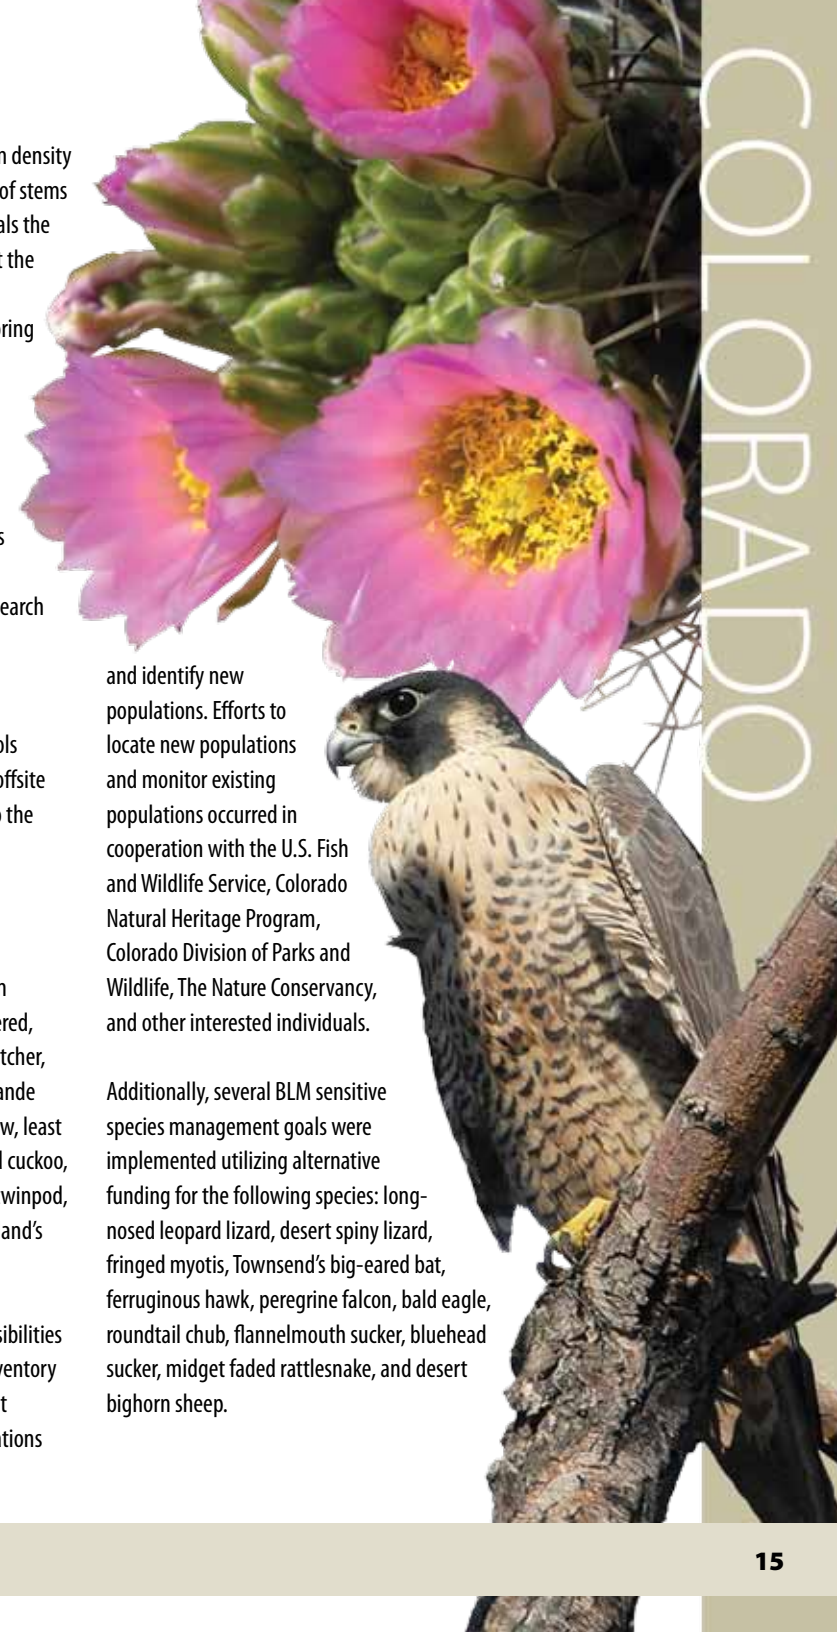 density
of stems
als the
the
oring
s
earch
ols
offsite
the
ered,
tcher,
ande
w, least
cuckoo,
winpod,
and’s
sibilities
ventory
t
ations
and identify new
populations. Efforts to
locate new populations
and monitor existing
populations occurred in
cooperation with the U.S. Fish
and Wildlife Service, Colorado
Natural Heritage Program,
Colorado Division of Parks and
Wildlife, The Nature Conservancy,
and other interested individuals.
Additionally, several BLM sensitive
species management goals were
implemented utilizing alternative
funding for the following species: long-
nosed leopard lizard, desert spiny lizard,
fringed myotis, Townsend’s big-eared bat,
ferruginous hawk, peregrine falcon, bald eagle,
roundtail chub, flannelmouth sucker, bluehead
sucker, midget faded rattlesnake, and desert
bighorn sheep.
COLORADO
15